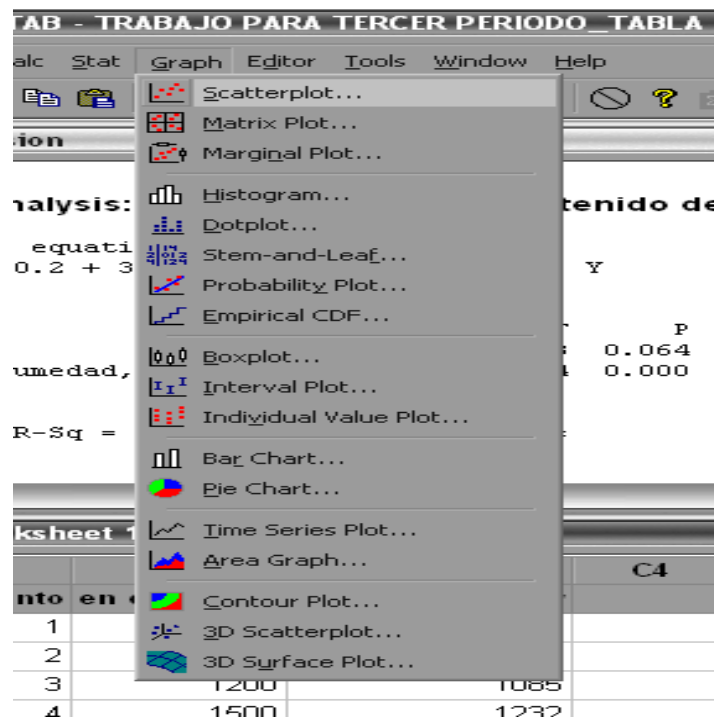 TAB - TRABAJO PARA TERCER PERIODO_TABLA
alc Stat Graph Editor Tools Window Help
sion
Scatterplot...
Matrix Plot...
Marginal Plot...
Histogram...
Dotplot...
Stem-and-Leaf...
Probability Plot...
Empirical CDF...
Boxplot...
Interval Plot...
Individual Value Plot...
Bar Chart...
Pie Chart...
Time Series Plot...
Area Graph...
Contour Plot...
3D Scatterplot...
3D Surface Plot...
nalysis: tenido de
equati
0.2 + 3 Y
P
0.064
umedad, 0.000
R-Sq = =
ksheet 1
C4
nto en
1
2
3 1200 1085
4 1500 1232